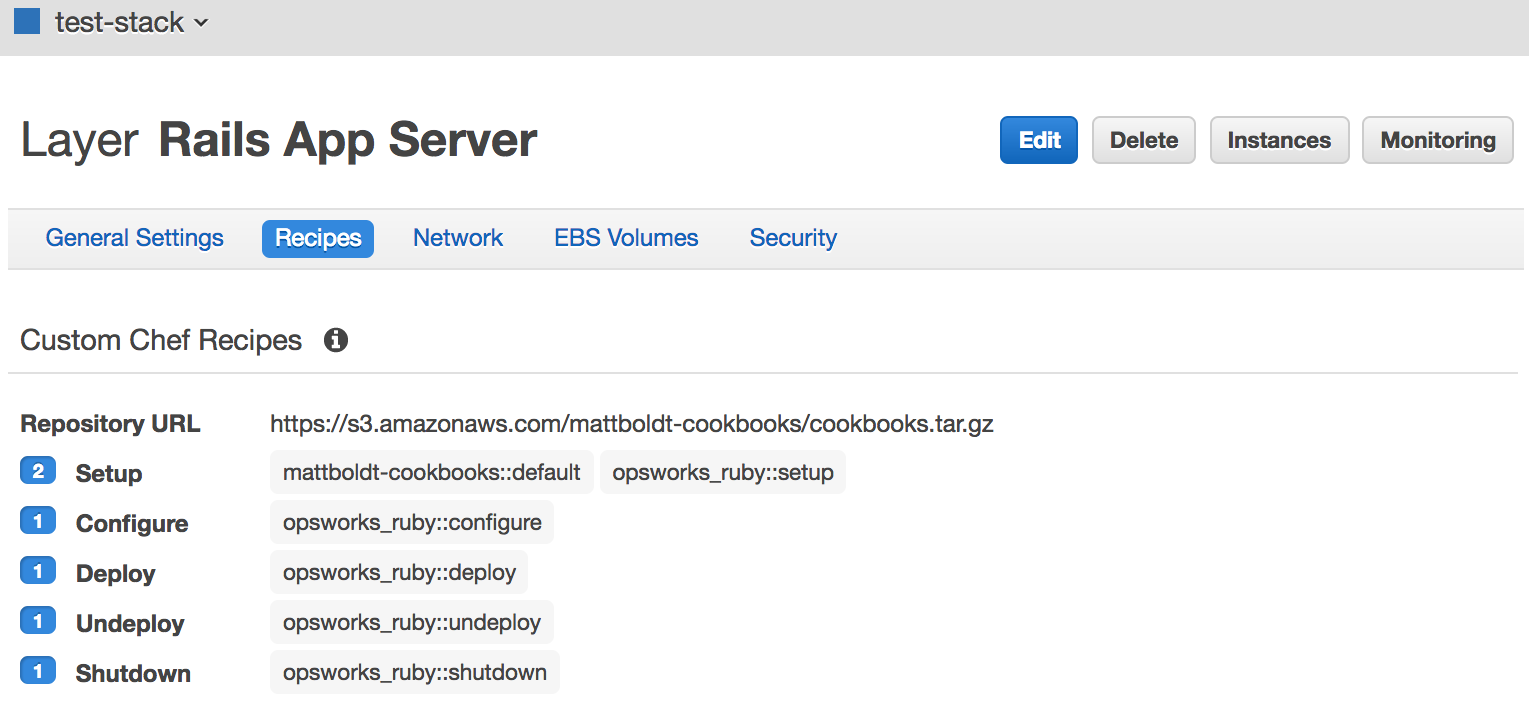 test-stack
Layer Rails App Server Edit Delete Instances Monitoring
General Settings Recipes Network EBS Volumes Security
Custom Chef Recipes
Repository URL https://s3.amazonaws.com/mattboldt-cookbooks/cookbooks.tar.gz
2 Setup mattboldt-cookbooks::default opsworks_ruby::setup
1 Configure opsworks_ruby::configure
1 Deploy opsworks_ruby::deploy
1 Undeploy opsworks_ruby::undeploy
1 Shutdown opsworks_ruby::shutdown